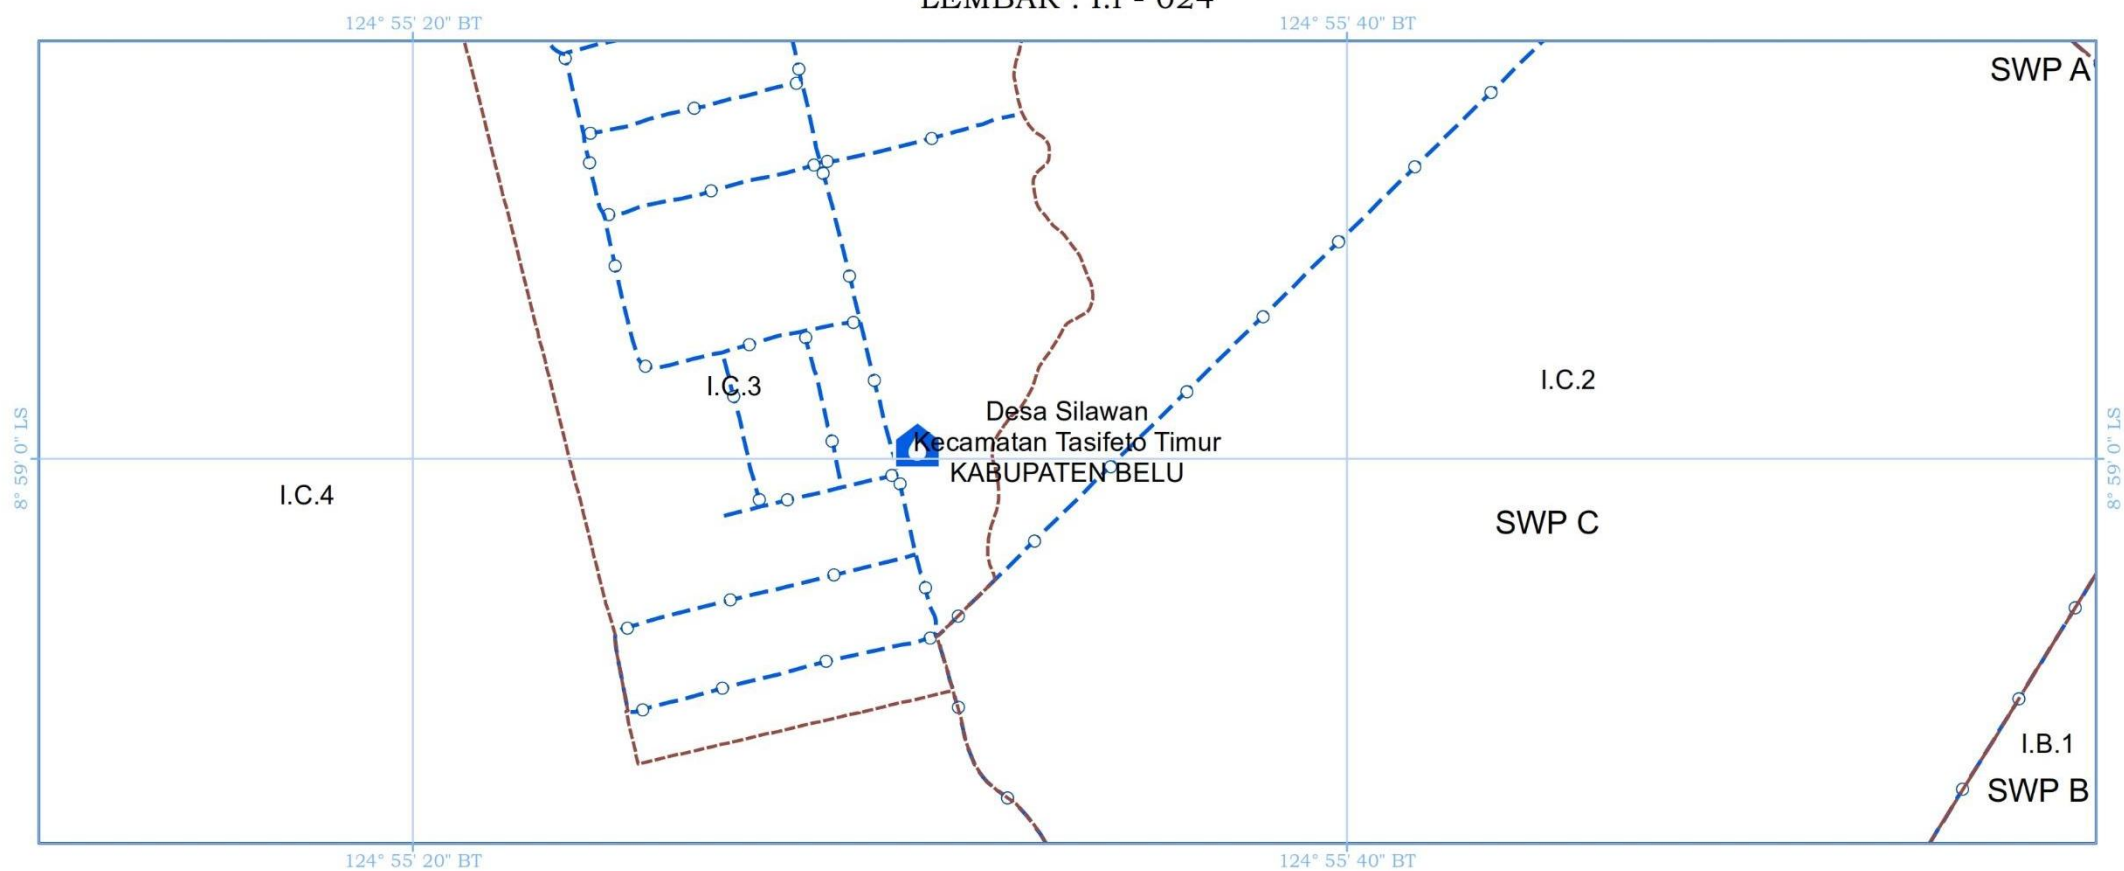 124° 55' 20" BT
124° 55' 40" BT
SWP A
I.C.3
I.C.2
Desa Silawan
Kecamatan Tasifeto Timur
KABUPATEN BELU
8° 59' 0" LS
8° 59' 0" LS
I.C.4
SWP C
I.B.1
SWP B
124° 55' 20" BT
124° 55' 40" BT